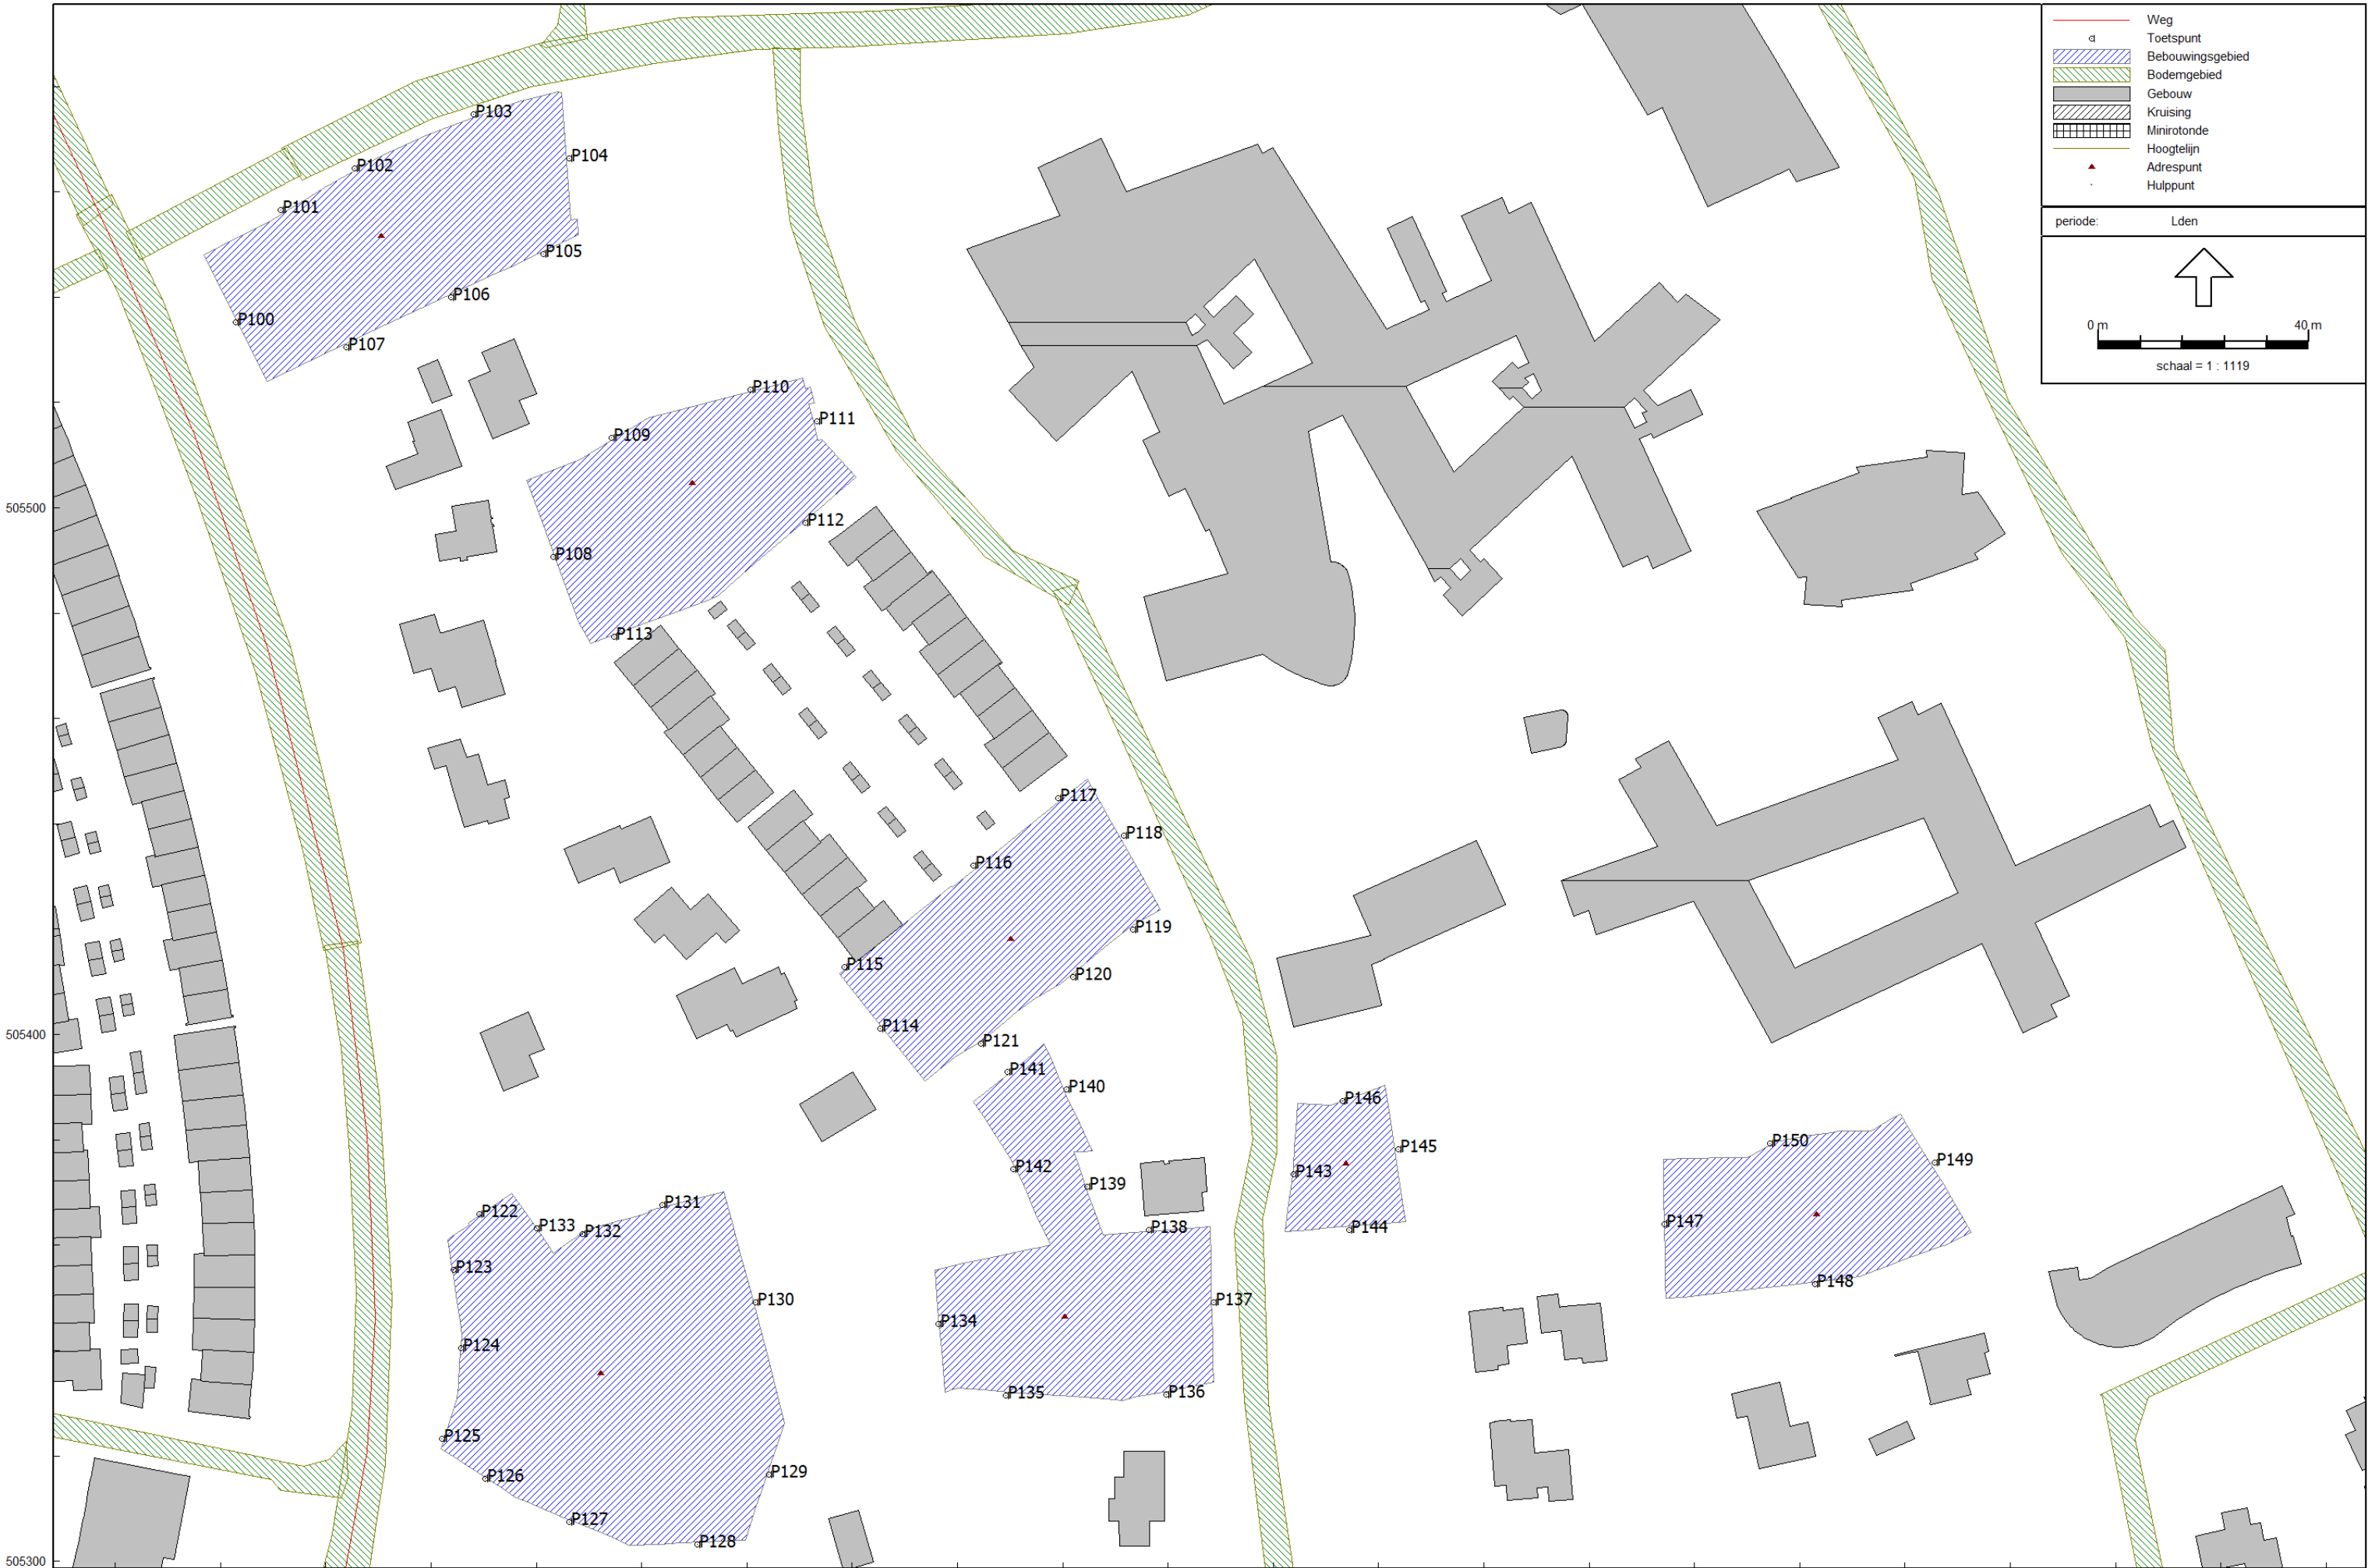 Weg
Toetspunt
Bebouwingsgebied
Bodemgebied
Gebouw
Kruising
Minirotonde
Hoogtelijn
Adrespunt
Hulppunt
periode: Lden
0 m 40 m
schaal = 1 : 1119
P103
P104
P102
P101
P105
P106
P100
P107
P110
P111
P109
505500
P112
P108
P113
P117
P118
P116
P119
P115
P120
P114
505400
P121
P141
P140
P146
P150
P145
P149
P142
P143
P139
P131
P122
P133
P132
P138
P144
P147
P123
P148
P130
P137
P134
P124
P135
P136
P125
P126
P129
P127
P128
505300